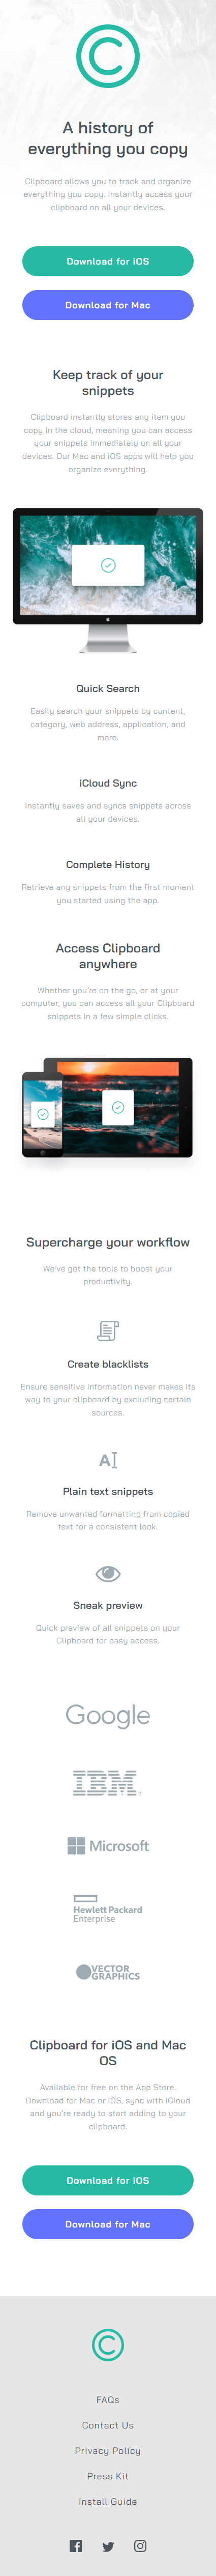 A history of
everything you copy
Clipboard allows you to track and organize
everything you copy. Instantly access your
clipboard on all your devices.
Download for iOS
Download for Mac
Keep track of your
snippets
Clipboard instantly stores any item you
copy in the cloud, meaning you can access
your snippets immediately on all your
devices. Our Mac and iOS apps will help you
organize everything.
Quick Search
Easily search your snippets by content,
category, web address, application, and
more.
iCloud Sync
Instantly saves and syncs snippets across
all your devices.
Complete History
Retrieve any snippets from the first moment
you started using the app.
Access Clipboard
anywhere
Whether you're on the go, or at your
computer, you can access all your Clipboard
snippets in a few simple clicks.
Supercharge your workflow
We've got the tools to boost your
productivity.
Create blacklists
Ensure sensitive information never makes its
way to your clipboard by excluding certain
sources.
A
Plain text snippets
Remove unwanted formatting from copied
text for a consistent look.
Sneak preview
Quick preview of all snippets on your
Clipboard for easy access.
Google
IBM
Microsoft
Hewlett Packard
Enterprise
VECTOR
GRAPHICS
Clipboard for iOS and Mac
OS
Available for free on the App Store.
Download for Mac or iOS, sync with iCloud
and you're ready to start adding to your
clipboard.
Download for iOS
Download for Mac
FAQs
Contact Us
Privacy Policy
Press Kit
Install Guide